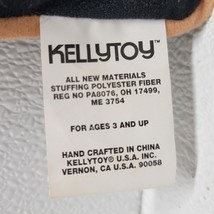 KELLYTOY™
ALL NEW MATERIALS
STUFFING POLYESTER FIBER
REG NO PA8076, OH 17499,
ME 3754
FOR AGES 3 AND UP
HAND CRAFTED IN CHINA
KELLYTOY® U.S.A. INC.
VERNON, CA U.S.A. 90058